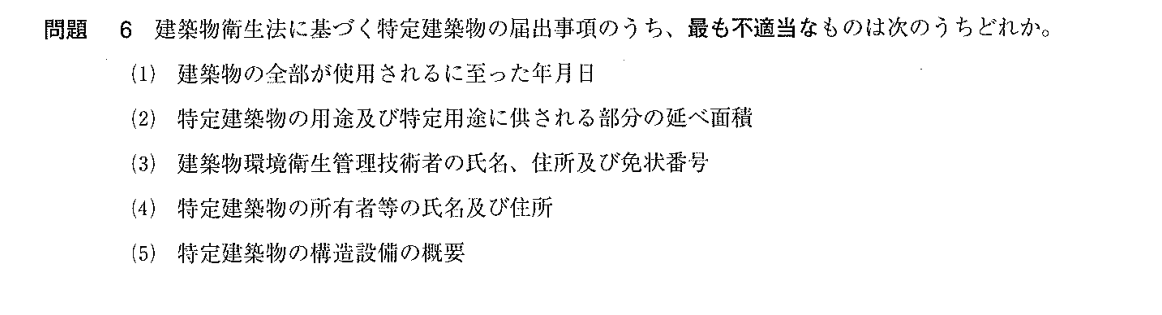 問題　6　建築物衛生法に基づく特定建築物の届出事項のうち、最も不適当なものは次のうちどれか。
(1)　建築物の全部が使用されるに至った年月日
(2)　特定建築物の用途及び特定用途に供される部分の延べ面積
(3)　建築物環境衛生管理技術者の氏名、住所及び免状番号
(4)　特定建築物の所有者等の氏名及び住所
(5)　特定建築物の構造設備の概要